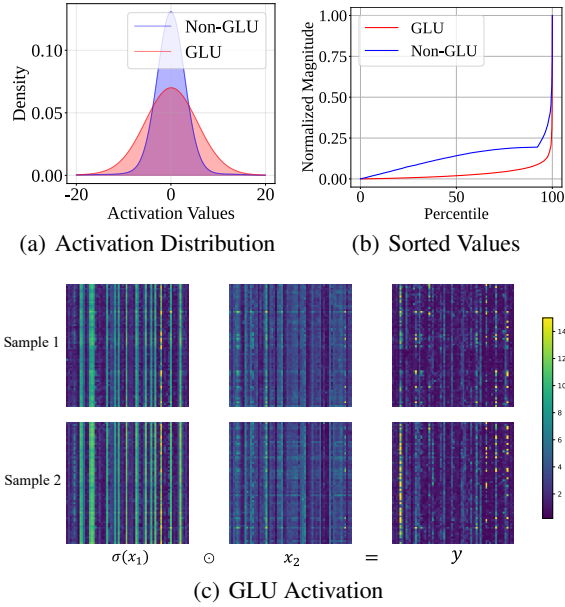 Non-GLU
GLU
Density
0.10
0.05
0.00
-20
0
20
Activation Values
(a) Activation Distribution
GLU
Non-GLU
Normalized Magnitude
1.00
0.75
0.50
0.25
0.00
0
50
100
Percentile
(b) Sorted Values
Sample 1
Sample 2
14
12
10
8
6
4
2
σ(x₁) ⊙ x₂ = y
(c) GLU Activation